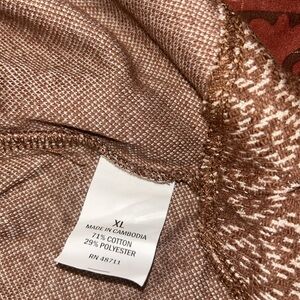 XL
MADE IN CAMBODIA
71% COTTON
29% POLYESTER
RN 48711